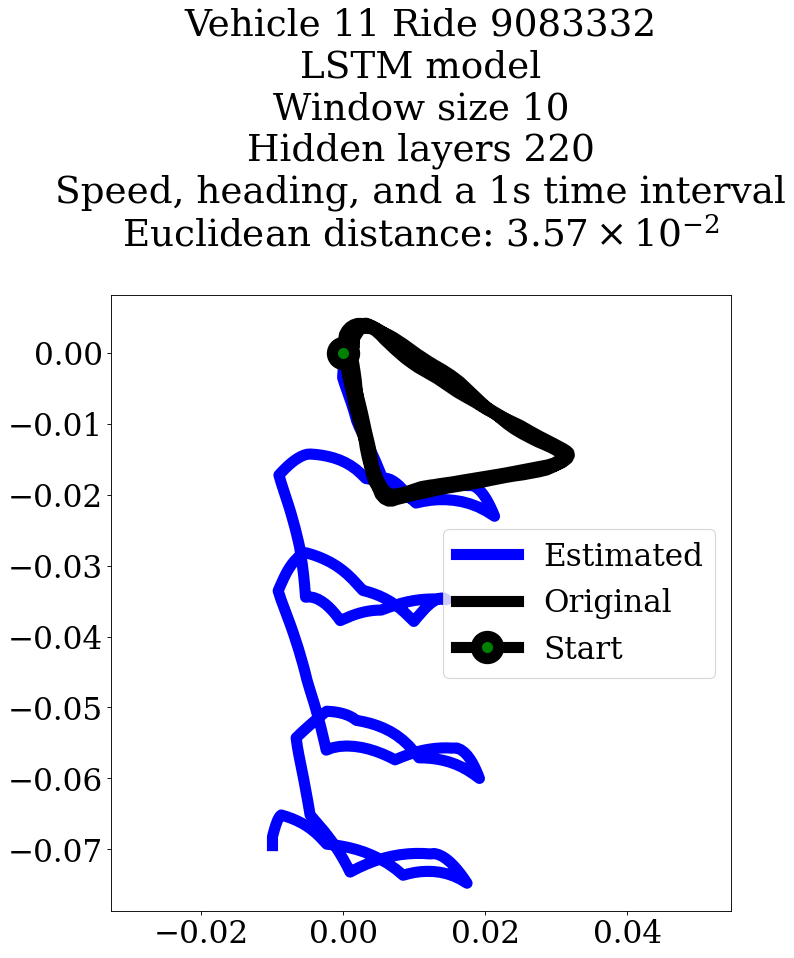 Vehicle 11 Ride 9083332
LSTM model
Window size 10
Hidden layers 220
Speed, heading, and a 1s time interval
Euclidean distance: 3.57 × 10⁻²
0.00
−0.01
−0.02
−0.03
−0.04
−0.05
−0.06
−0.07
Estimated
Original
Start
−0.02
0.00
0.02
0.04